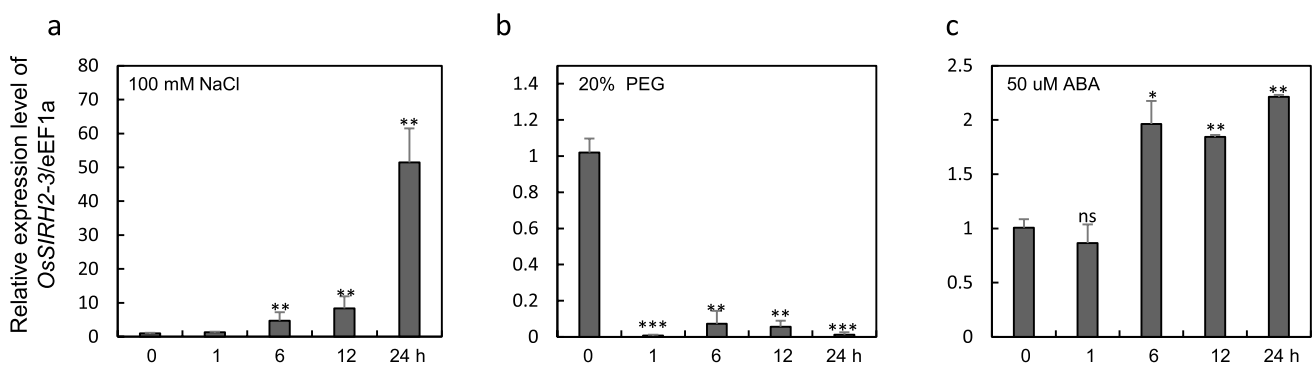 a
Relative expression level of
OsSIRH2-3/eEF1a
100 mM NaCl
80
70
60
50
40
30
20
10
0
**
**
**
0 1 6 12 24 h
b
20% PEG
1.4
1.2
1
0.8
0.6
0.4
0.2
0
***
**
**
***
0 1 6 12 24 h
c
50 uM ABA
2.5
2
1.5
1
0.5
0
ns
*
**
**
0 1 6 12 24 h